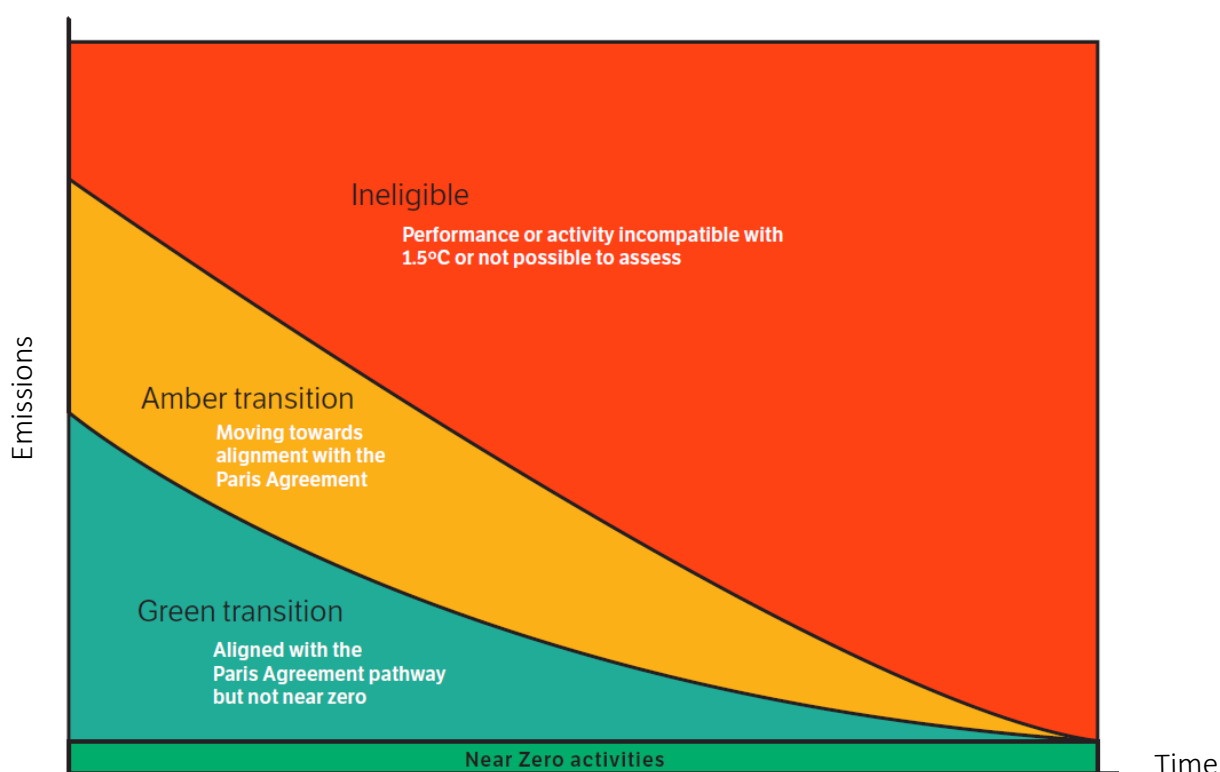 Ineligible
Performance or activity incompatible with
1.5ºC or not possible to assess
Emissions
Amber transition
Moving towards
alignment with the
Paris Agreement
Green transition
Aligned with the
Paris Agreement pathway
but not near zero
Near Zero activities
Time